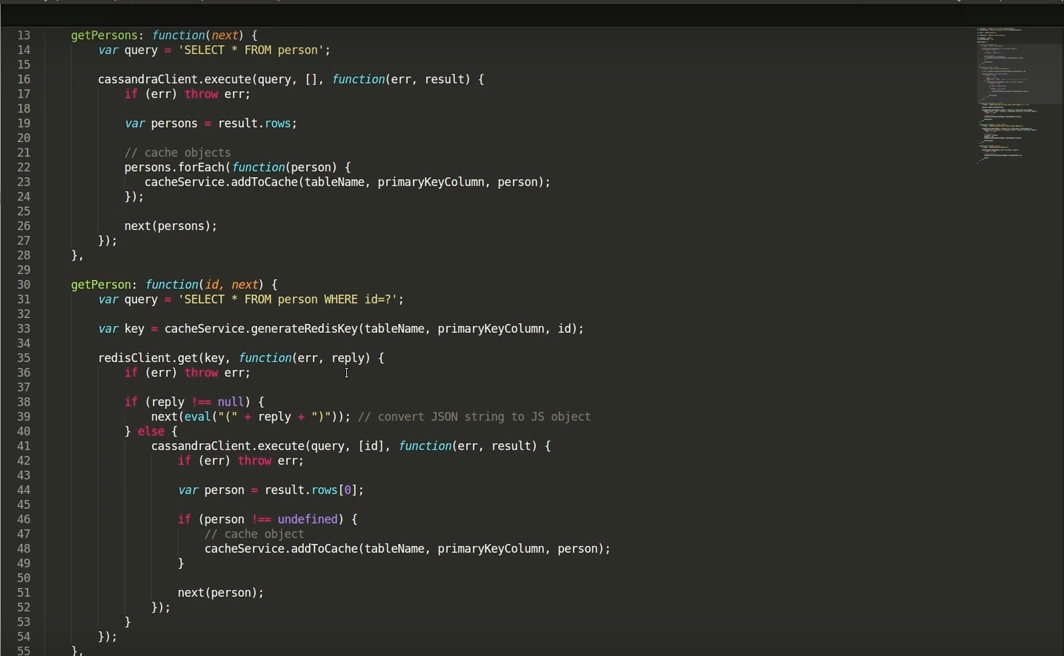 13 getPersons: function(next) {
14 var query = 'SELECT * FROM person';
15
16 cassandraClient.execute(query, [], function(err, result) {
17 if (err) throw err;
18
19 var persons = result.rows;
20
21 // cache objects
22 persons.forEach(function(person) {
23 cacheService.addToCache(tableName, primaryKeyColumn, person);
24 });
25
26 next(persons);
27 });
28 },
29
30 getPerson: function(id, next) {
31 var query = 'SELECT * FROM person WHERE id=?';
32
33 var key = cacheService.generateRedisKey(tableName, primaryKeyColumn, id);
34
35 redisClient.get(key, function(err, reply) {
36 if (err) throw err;
37
38 if (reply !== null) {
39 next(eval("(" + reply + ")")); // convert JSON string to JS object
40 } else {
41 cassandraClient.execute(query, [id], function(err, result) {
42 if (err) throw err;
43
44 var person = result.rows[0];
45
46 if (person !== undefined) {
47 // cache object
48 cacheService.addToCache(tableName, primaryKeyColumn, person);
49 }
50
51 next(person);
52 });
53 }
54 });
55 },